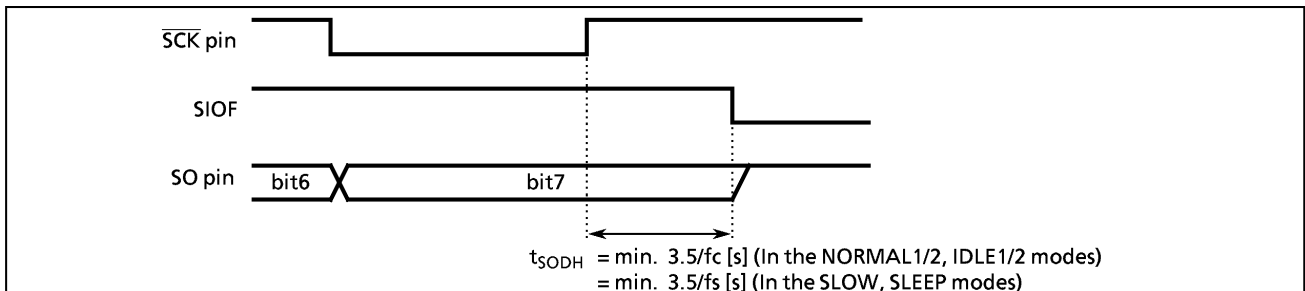 S̅C̅K̅ pin
SIOF
SO pin
bit6
bit7
tSODH = min. 3.5/fc [s] (In the NORMAL1/2, IDLE1/2 modes)
= min. 3.5/fs [s] (In the SLOW, SLEEP modes)